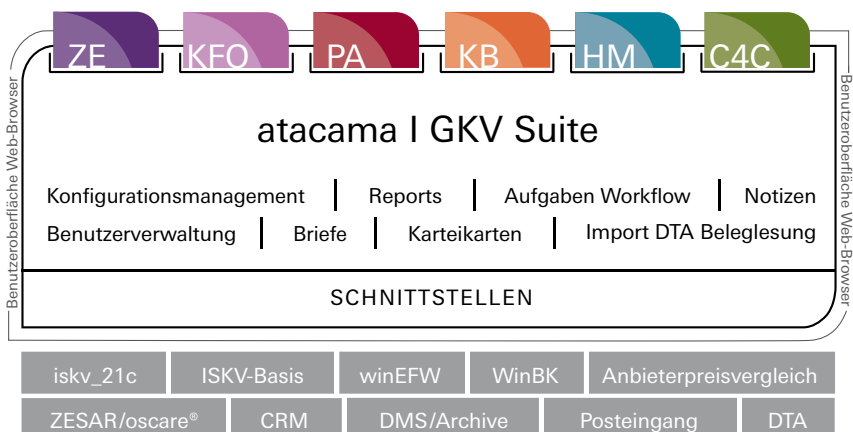 ZE KFO PA KB HM C4C
Benutzeroberfläche Web-Browser
atacama I GKV Suite
Konfigurationsmanagement | Reports | Aufgaben Workflow | Notizen
Benutzerverwaltung | Briefe | Karteikarten | Import DTA Beleglesung
SCHNITTSTELLEN
Benutzeroberfläche Web-Browser
iskv_21c ISKV-Basis winEFW WinBK Anbieterpreisvergleich
ZESAR/oscare® CRM DMS/Archive Posteingang DTA